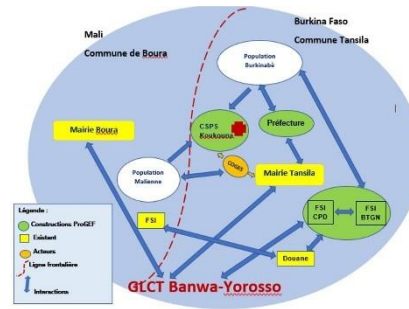 Mali
Commune de Boura
Burkina Faso
Commune Tansila
Population
Burkinabè
CSPS
Préfecture
Mairie Boura
COGES
Mairie Tansila
Population
Malienne
FSI
FSI
CPD
FSI
BTGN
Douane
GLCT Banwa-Yorosso
Légende :
Constructions ProGEF
Existant
Acteurs
Ligne frontalière
Interactions